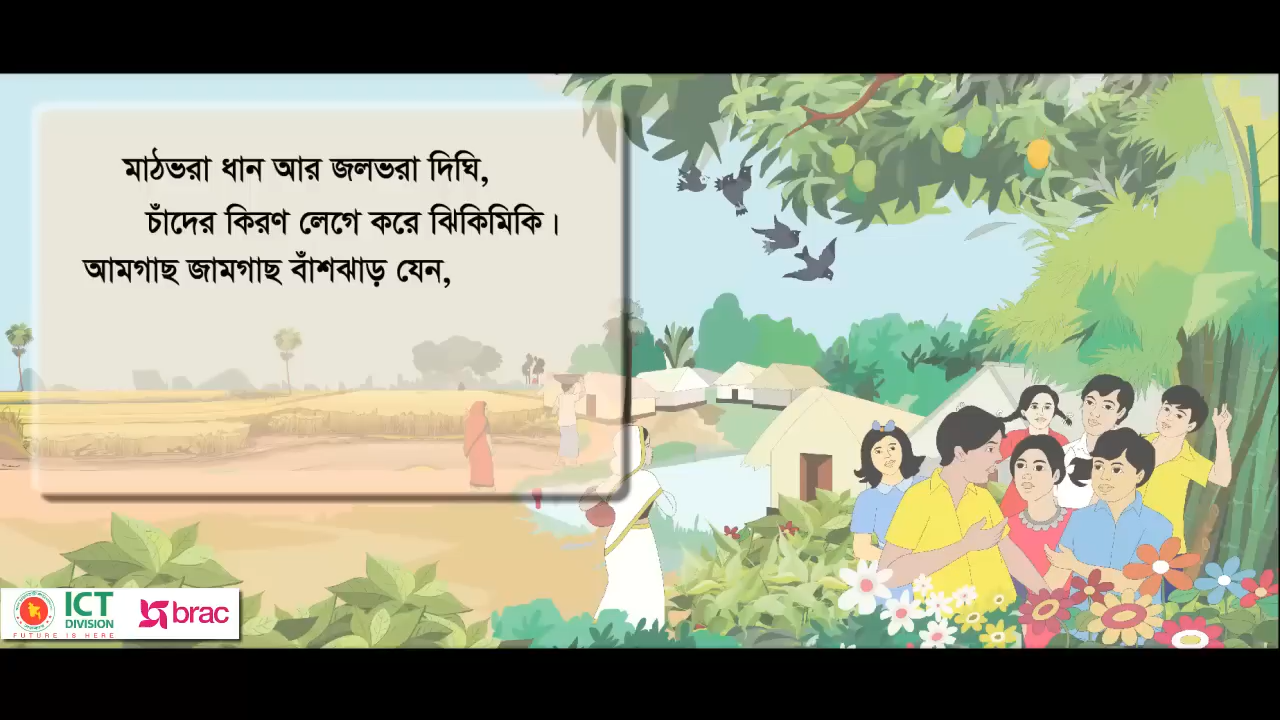 মাঠভরা ধান আর জলভরা দিঘি,
চাঁদের কিরণ লেগে করে ঝিকিমিকি।
আমগাছ জামগাছ বাঁশঝাড় যেন,
ICT
DIVISION
FUTURE IS HERE
brac